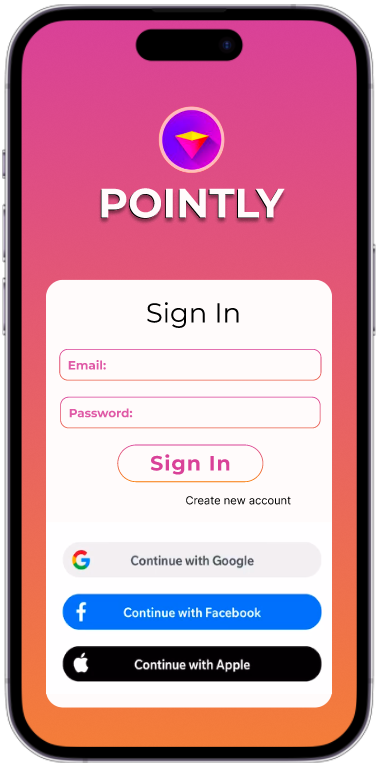 POINTLY
Sign In
Email:
Password:
Sign In
Create new account
Continue with Google
Continue with Facebook
Continue with Apple